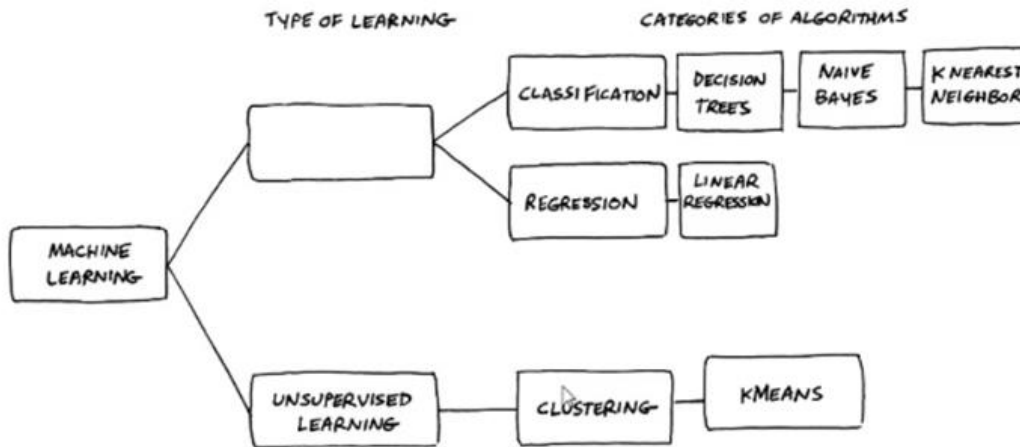 TYPE OF LEARNING
CATEGORIES OF ALGORITHMS
CLASSIFICATION
DECISION
TREES
NAIVE
BAYES
K NEAREST
NEIGHBOR
REGRESSION
LINEAR
REGRESSION
MACHINE
LEARNING
UNSUPERVISED
LEARNING
CLUSTERING
KMEANS